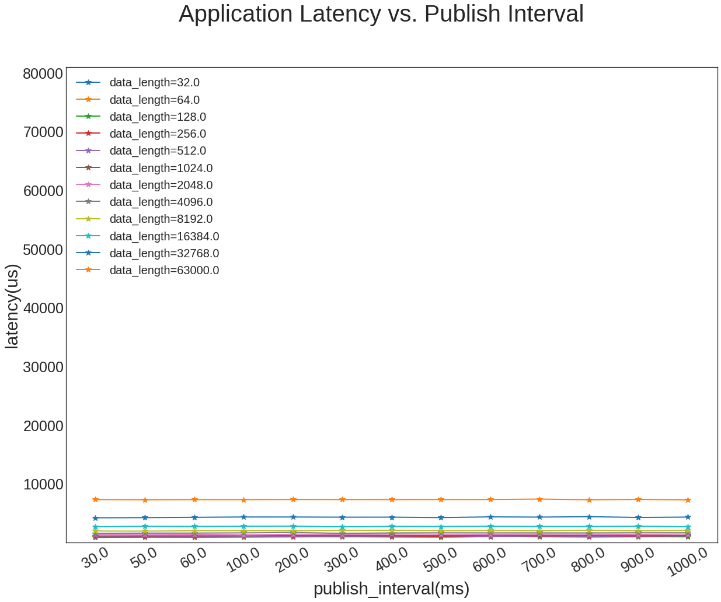 Application Latency vs. Publish Interval
80000
70000
60000
50000
40000
30000
20000
10000
latency(us)
data_length=32.0
data_length=64.0
data_length=128.0
data_length=256.0
data_length=512.0
data_length=1024.0
data_length=2048.0
data_length=4096.0
data_length=8192.0
data_length=16384.0
data_length=32768.0
data_length=63000.0
30.0 50.0 60.0 100.0 200.0 300.0 400.0 500.0 600.0 700.0 800.0 900.0 1000.0
publish_interval(ms)